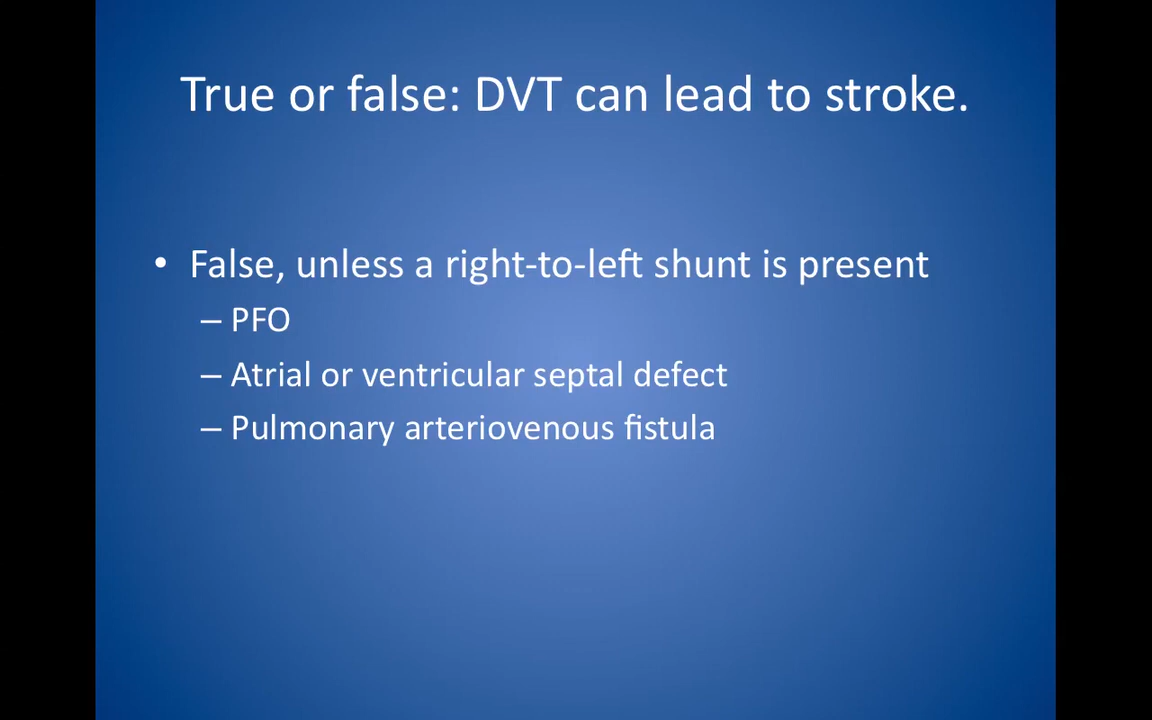 True or false: DVT can lead to stroke.
• False, unless a right-to-left shunt is present
– PFO
– Atrial or ventricular septal defect
– Pulmonary arteriovenous fistula